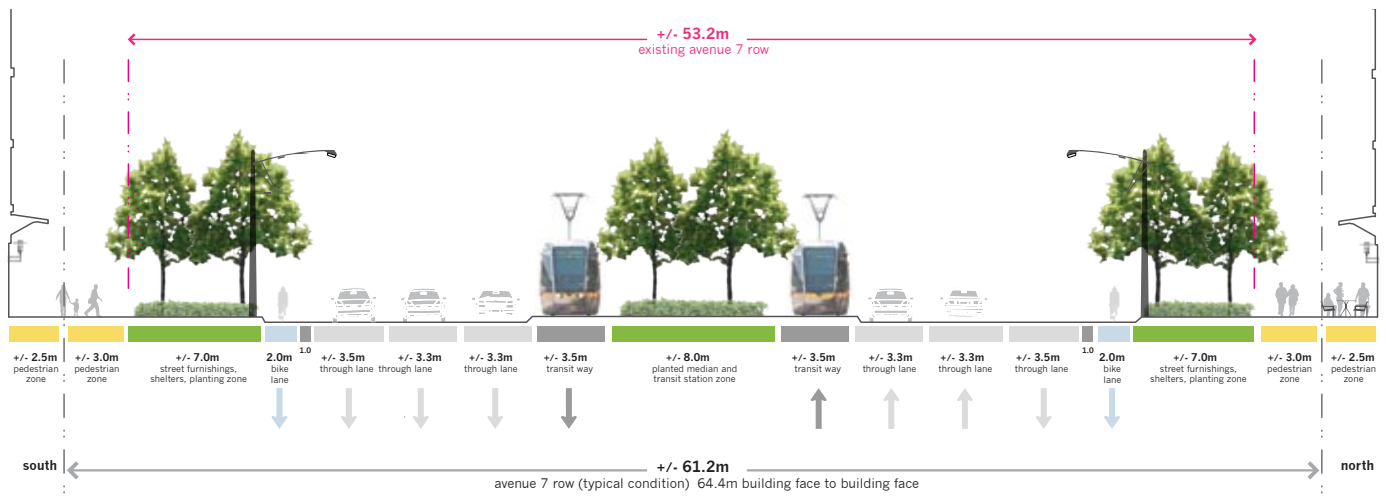 +/- 53.2m
existing avenue 7 row
+/- 2.5m
pedestrian
zone
+/- 3.0m
pedestrian
zone
+/- 7.0m
street furnishings,
shelters, planting zone
2.0m
bike
lane
1.0
+/- 3.5m
through lane
+/- 3.3m
through lane
+/- 3.3m
through lane
+/- 3.5m
transit way
+/- 8.0m
planted median and
transit station zone
+/- 3.5m
transit way
+/- 3.3m
through lane
+/- 3.3m
through lane
+/- 3.5m
through lane
1.0
2.0m
bike
lane
+/- 7.0m
street furnishings,
shelters, planting zone
+/- 3.0m
pedestrian
zone
+/- 2.5m
pedestrian
zone
south
+/- 61.2m
north
avenue 7 row (typical condition) 64.4m building face to building face